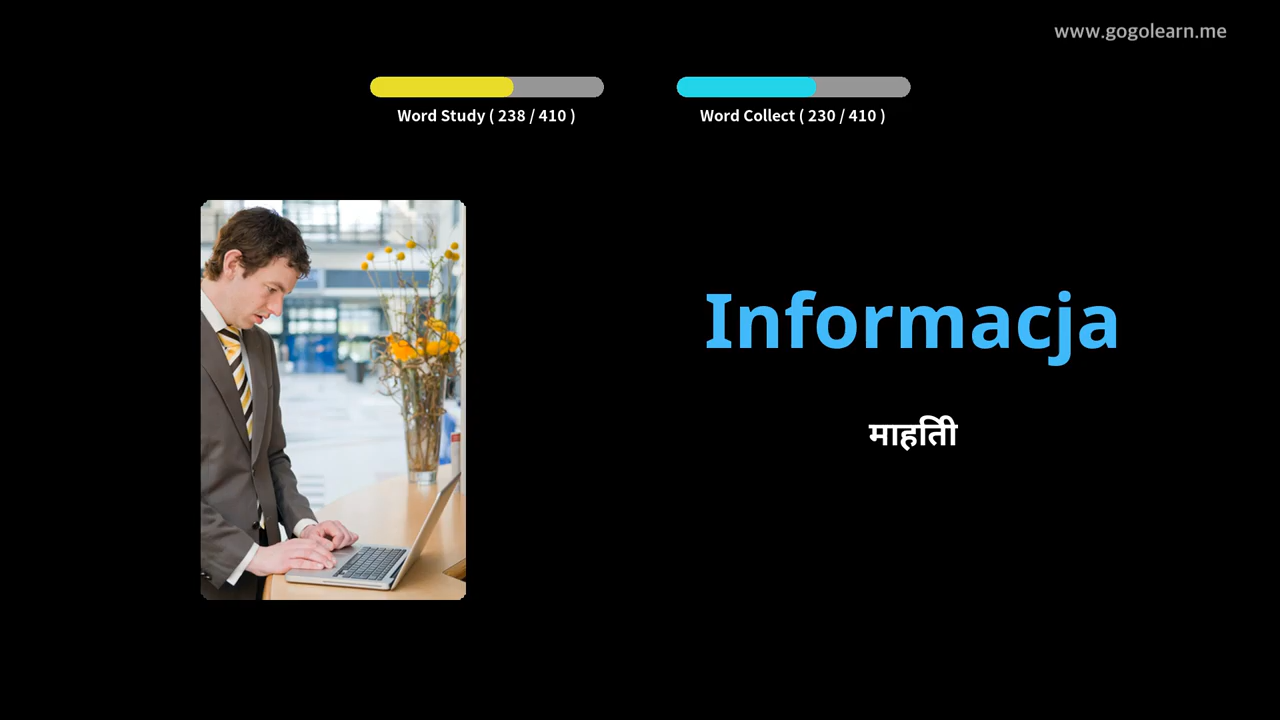 www.gogolearn.me
Word Study ( 238 / 410 )
Word Collect ( 230 / 410 )
Informacja
माहिती